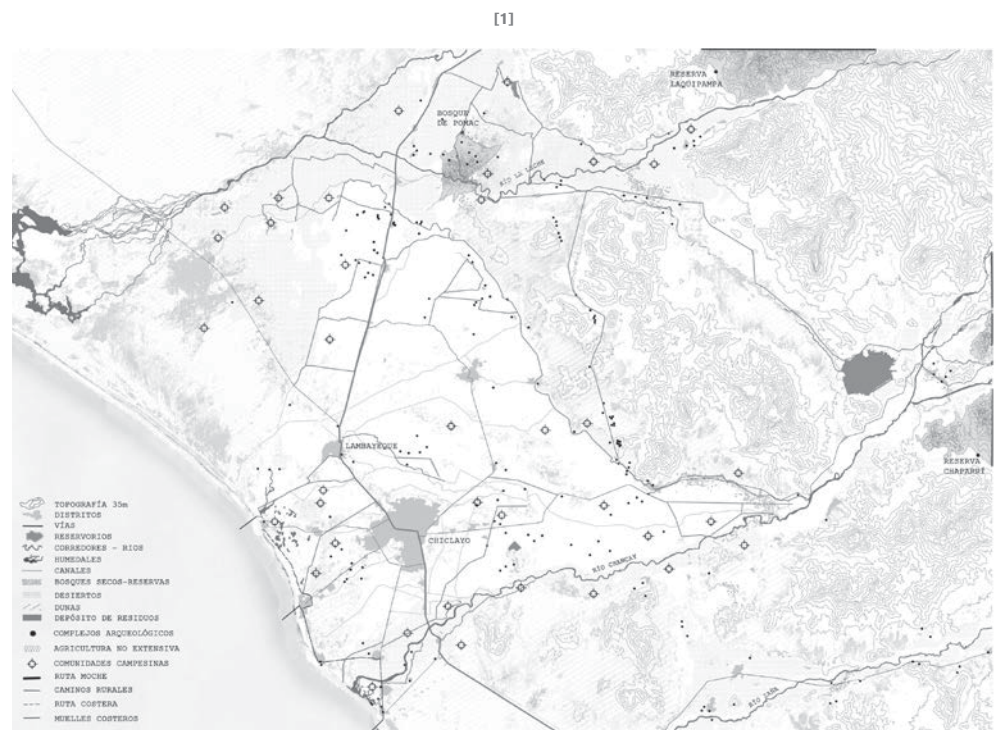 [1]
RESERVA
LAQUIPAMPA
BOSQUE
DE POMAC
RÍO LA LECHE
LAMBAYEQUE
RESERVA
CHAPARRÍ
CHICLAYO
RÍO CHANCAY
RÍO ZAÑA
TOPOGRAFÍA 35m
DISTRITOS
VÍAS
RESERVORIOS
CORREDORES - RIOS
HUMEDALES
CANALES
BOSQUES SECOS-RESERVAS
DESIERTOS
DUNAS
DEPÓSITO DE RESIDUOS
COMPLEJOS ARQUEOLÓGICOS
AGRICULTURA NO EXTENSIVA
COMUNIDADES CAMPESINAS
RUTA MOCHE
CAMINOS RURALES
RUTA COSTERA
MUELLES COSTEROS